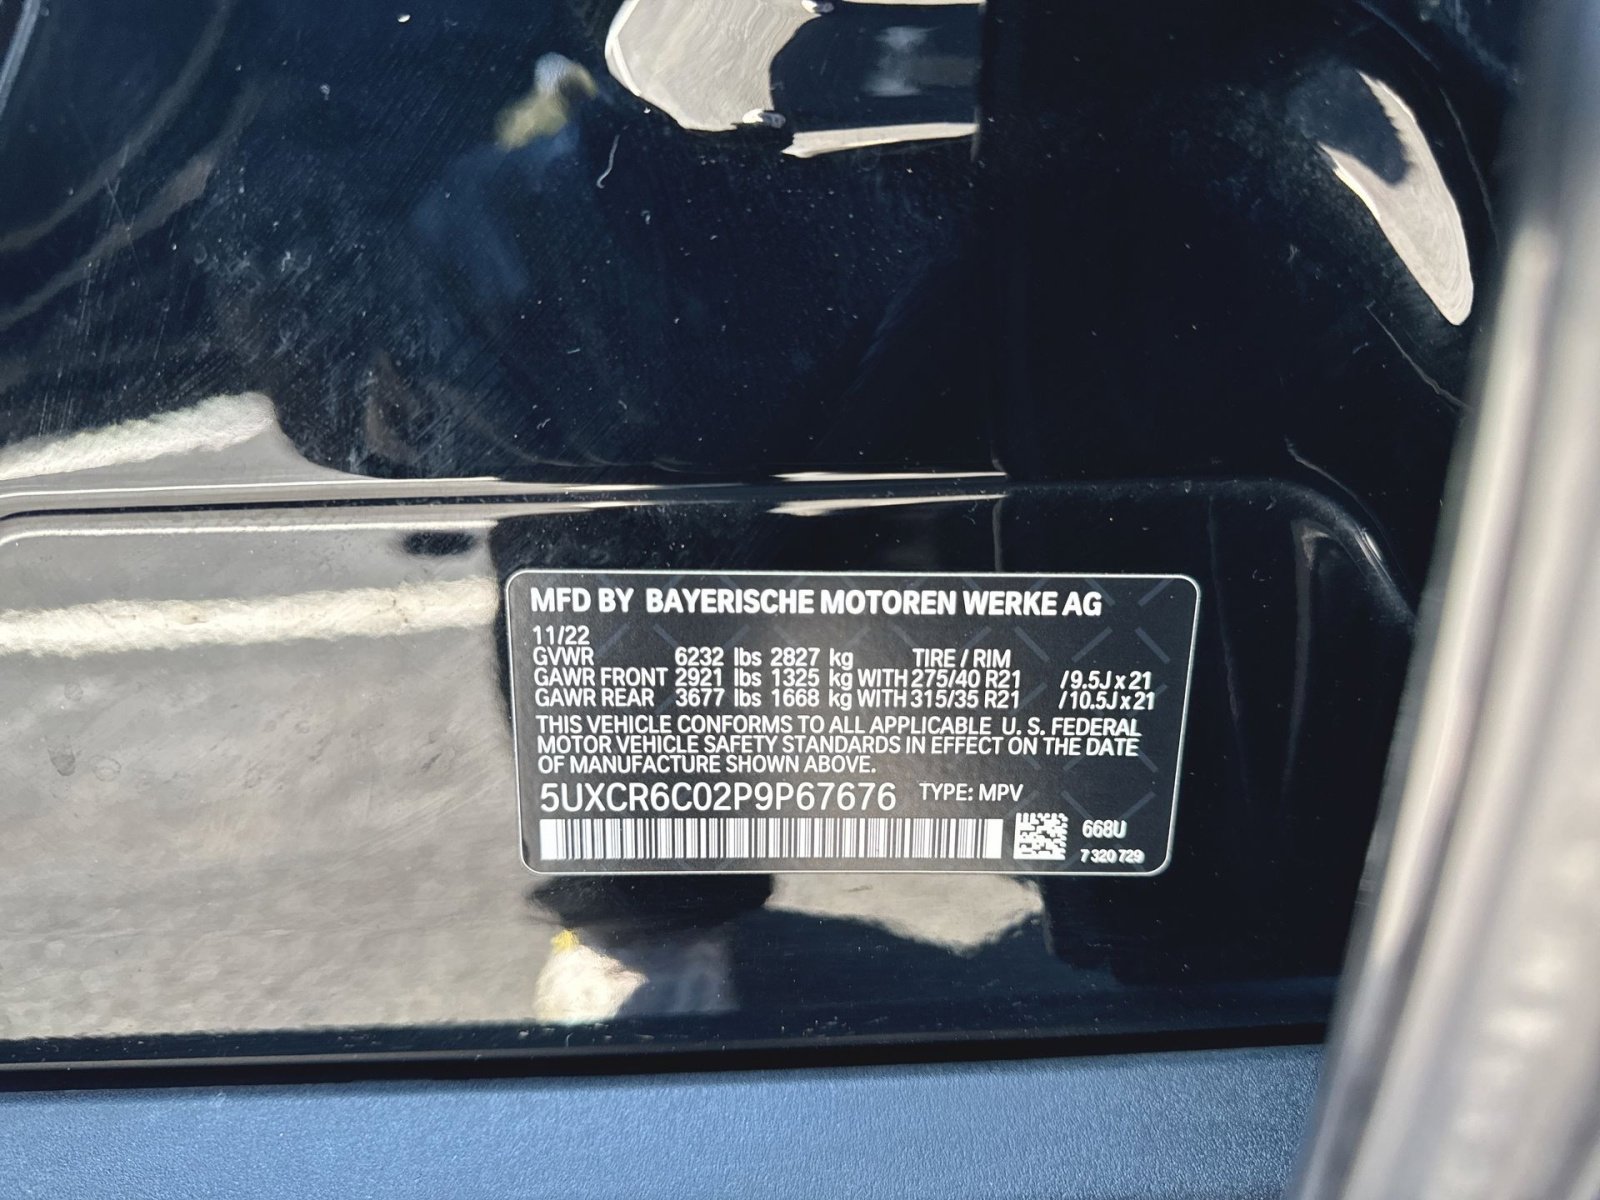 MFD BY BAYERISCHE MOTOREN WERKE AG
11/22
GVWR 6232 lbs 2827 kg TIRE / RIM
GAWR FRONT 2921 lbs 1325 kg WITH 275/40 R21 / 9.5J x 21
GAWR REAR 3677 lbs 1668 kg WITH 315/35 R21 / 10.5J x 21
THIS VEHICLE CONFORMS TO ALL APPLICABLE U. S. FEDERAL
MOTOR VEHICLE SAFETY STANDARDS IN EFFECT ON THE DATE
OF MANUFACTURE SHOWN ABOVE.
5UXCR6C02P9P67676 TYPE: MPV
668U
7 320 729